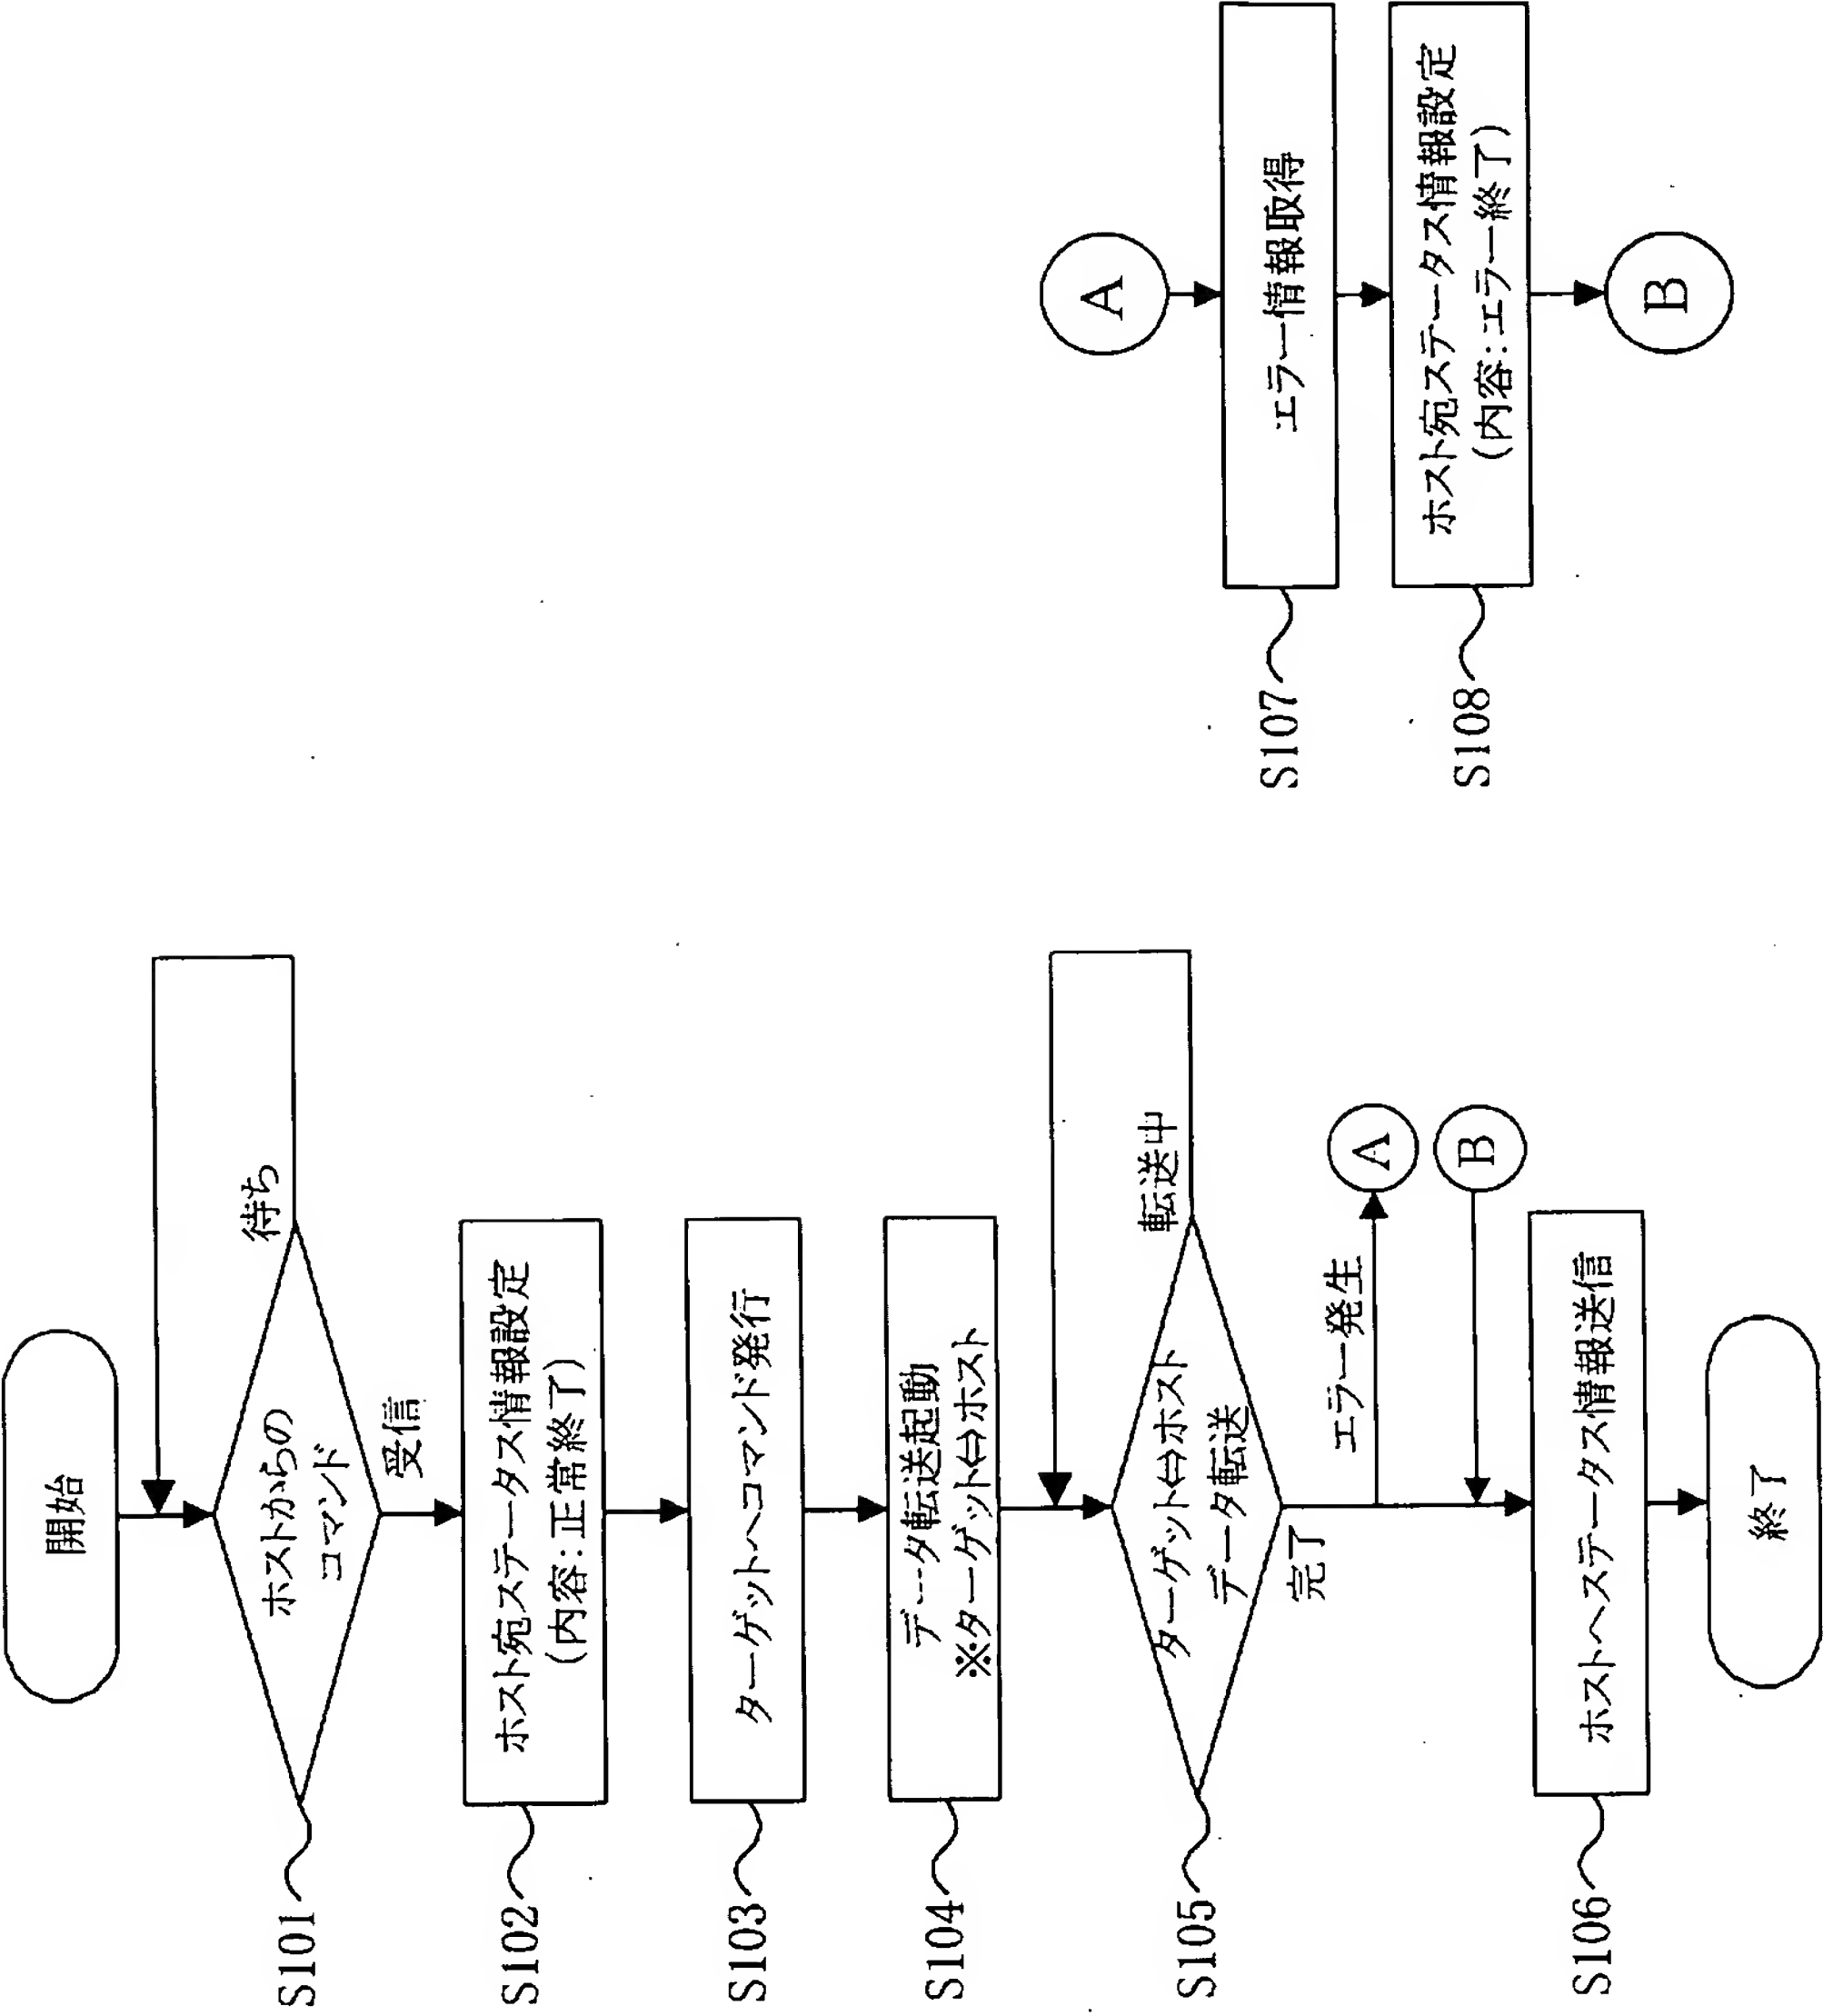 開始
S101
ホストからの
コマンド
待ち
受信
S102
ホスト宛ステータス情報設定
(内容:正常終了)
S103
ターゲットへコマンド発行
S104
データ転送起動
※ターゲット⇔ホスト
S105
ターゲット⇔ホスト
データ転送
転送中
完了
エラー発生
A
B
S106
ホストへステータス情報送信
終了
A
S107
エラー情報取得
S108
ホスト宛ステータス情報設定
(内容:エラー終了)
B